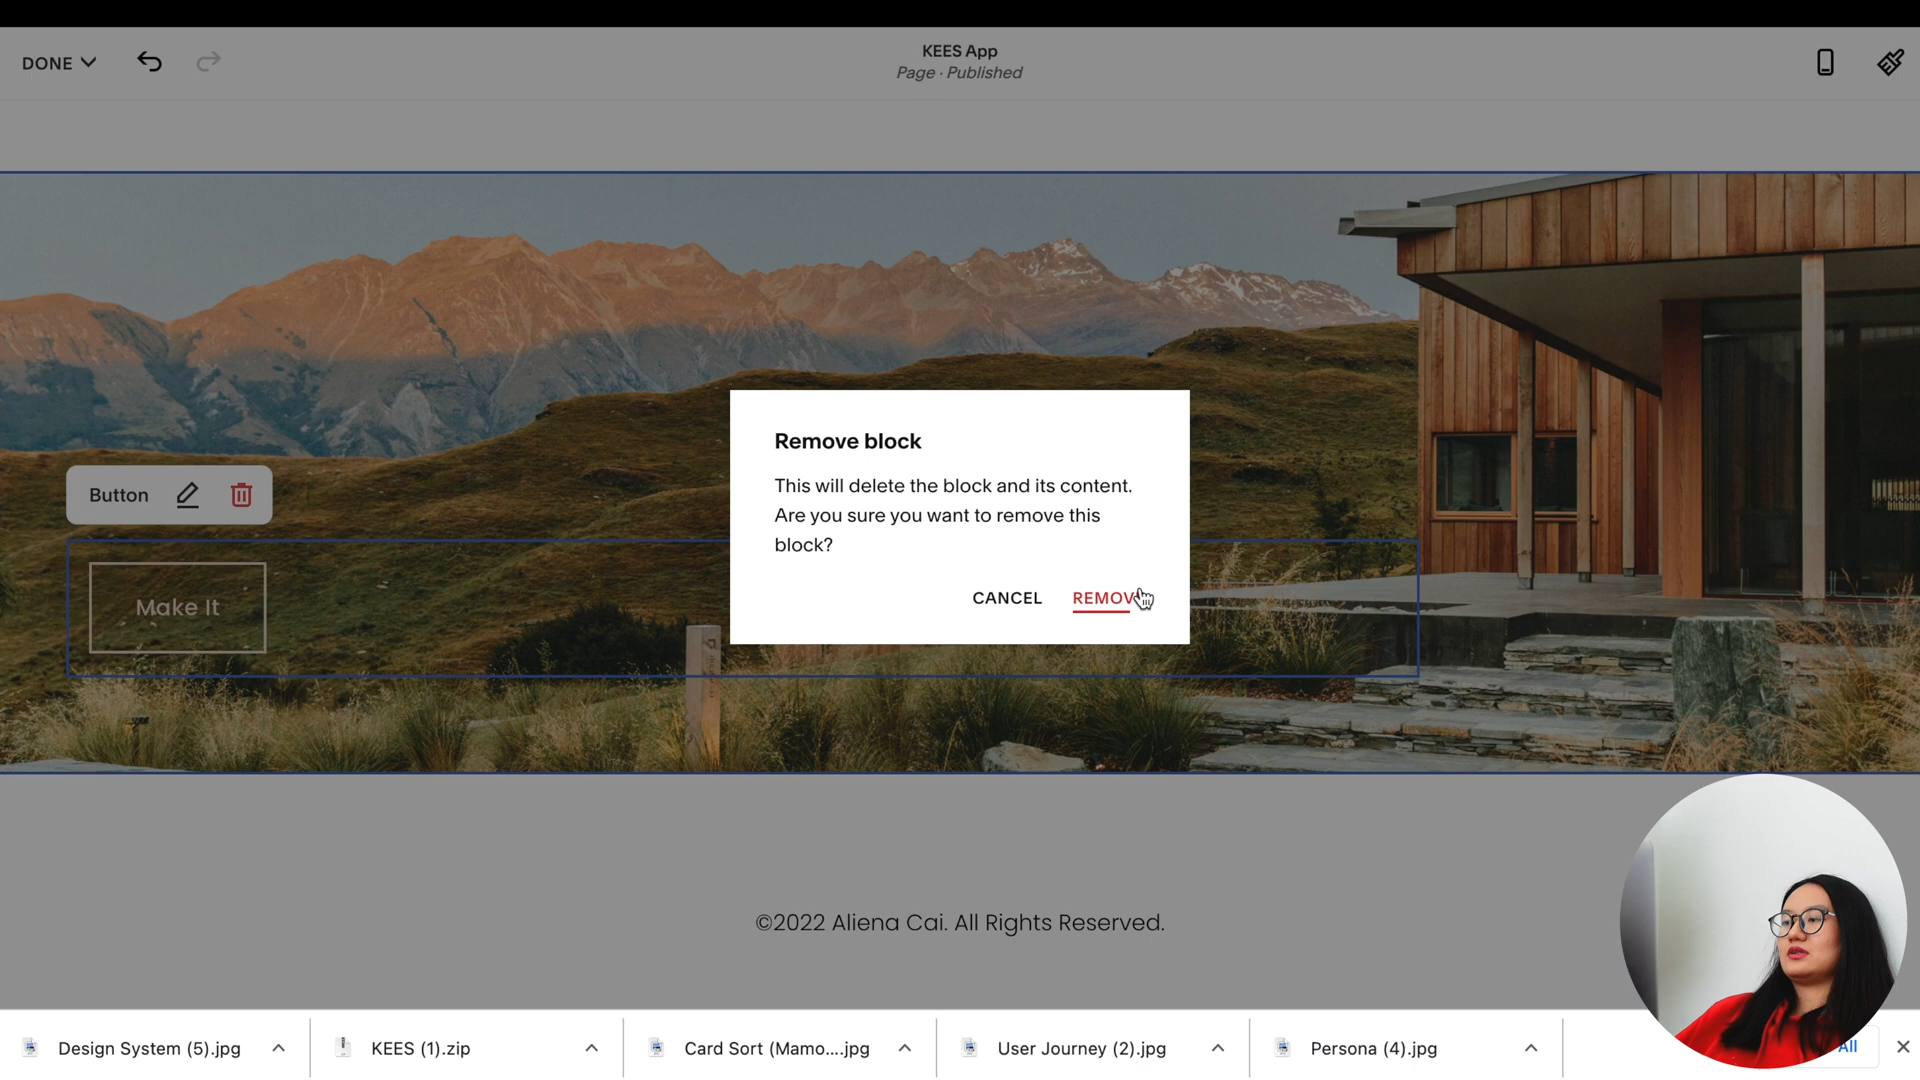 DONE
KEES App
Page · Published
Button
Make It
Remove block
This will delete the block and its content.
Are you sure you want to remove this
block?
CANCEL
©2022 Aliena Cai. All Rights Reserved.
Design System (5).jpg
KEES (1).zip
Card Sort (Mamo....jpg
User Journey (2).jpg
Persona (4).jpg
All